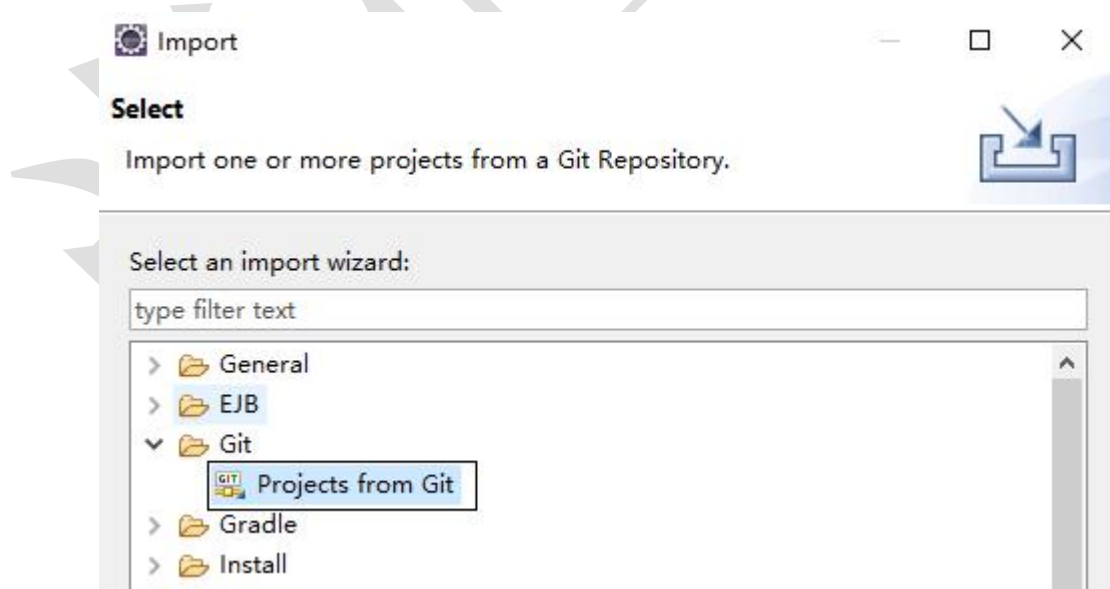 Import
Select
Import one or more projects from a Git Repository.
Select an import wizard:
type filter text
General
EJB
Git
GIT Projects from Git
Gradle
Install